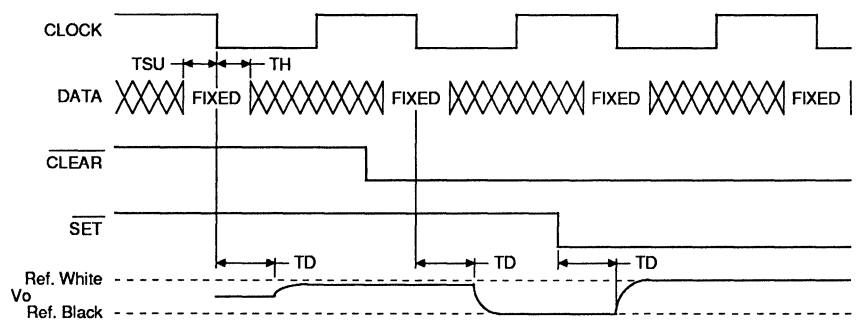 CLOCK
TSU TH
DATA FIXED FIXED FIXED FIXED
CLEAR
SET
TD TD TD
Ref. White
Vo
Ref. Black